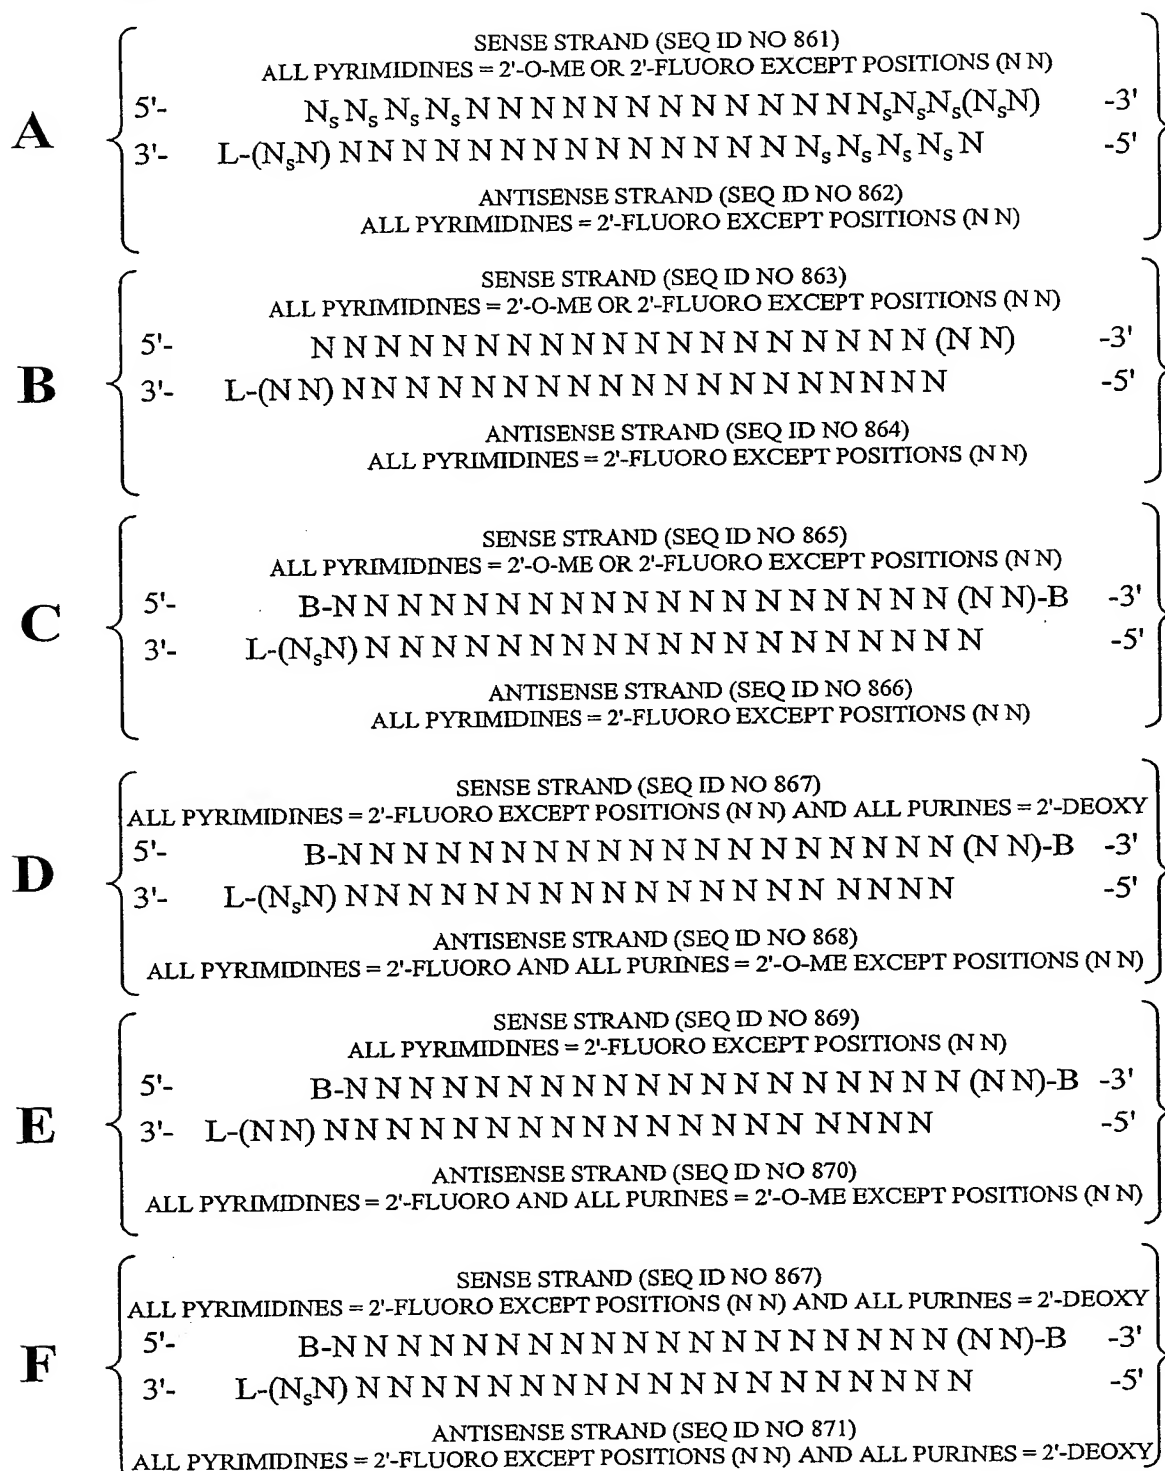 SENSE STRAND (SEQ ID NO 861)
ALL PYRIMIDINES = 2'-O-ME OR 2'-FLUORO EXCEPT POSITIONS (N N)
A
5'- NsNsNsNsN N N N N N N N N N N NNsNsNs(NsN) -3'
3'- L-(NsN) N N N N N N N N N N N N N N NsNsNsNsN -5'
ANTISENSE STRAND (SEQ ID NO 862)
ALL PYRIMIDINES = 2'-FLUORO EXCEPT POSITIONS (N N)
SENSE STRAND (SEQ ID NO 863)
ALL PYRIMIDINES = 2'-O-ME OR 2'-FLUORO EXCEPT POSITIONS (N N)
B
5'- N N N N N N N N N N N N N N N N N N N (N N) -3'
3'- L-(N N) N N N N N N N N N N N N N N N N N N N -5'
ANTISENSE STRAND (SEQ ID NO 864)
ALL PYRIMIDINES = 2'-FLUORO EXCEPT POSITIONS (N N)
SENSE STRAND (SEQ ID NO 865)
ALL PYRIMIDINES = 2'-O-ME OR 2'-FLUORO EXCEPT POSITIONS (N N)
C
5'- B-N N N N N N N N N N N N N N N N N N N (N N)-B -3'
3'- L-(NsN) N N N N N N N N N N N N N N N N N N N -5'
ANTISENSE STRAND (SEQ ID NO 866)
ALL PYRIMIDINES = 2'-FLUORO EXCEPT POSITIONS (N N)
SENSE STRAND (SEQ ID NO 867)
ALL PYRIMIDINES = 2'-FLUORO EXCEPT POSITIONS (N N) AND ALL PURINES = 2'-DEOXY
D
5'- B-N N N N N N N N N N N N N N N N N N N (N N)-B -3'
3'- L-(NsN) N N N N N N N N N N N N N N N N N N N -5'
ANTISENSE STRAND (SEQ ID NO 868)
ALL PYRIMIDINES = 2'-FLUORO AND ALL PURINES = 2'-O-ME EXCEPT POSITIONS (N N)
SENSE STRAND (SEQ ID NO 869)
ALL PYRIMIDINES = 2'-FLUORO EXCEPT POSITIONS (N N)
E
5'- B-N N N N N N N N N N N N N N N N N N N (N N)-B -3'
3'- L-(N N) N N N N N N N N N N N N N N N N N N N -5'
ANTISENSE STRAND (SEQ ID NO 870)
ALL PYRIMIDINES = 2'-FLUORO AND ALL PURINES = 2'-O-ME EXCEPT POSITIONS (N N)
SENSE STRAND (SEQ ID NO 867)
ALL PYRIMIDINES = 2'-FLUORO EXCEPT POSITIONS (N N) AND ALL PURINES = 2'-DEOXY
F
5'- B-N N N N N N N N N N N N N N N N N N N (N N)-B -3'
3'- L-(NsN) N N N N N N N N N N N N N N N N N N N -5'
ANTISENSE STRAND (SEQ ID NO 871)
ALL PYRIMIDINES = 2'-FLUORO EXCEPT POSITIONS (N N) AND ALL PURINES = 2'-DEOXY